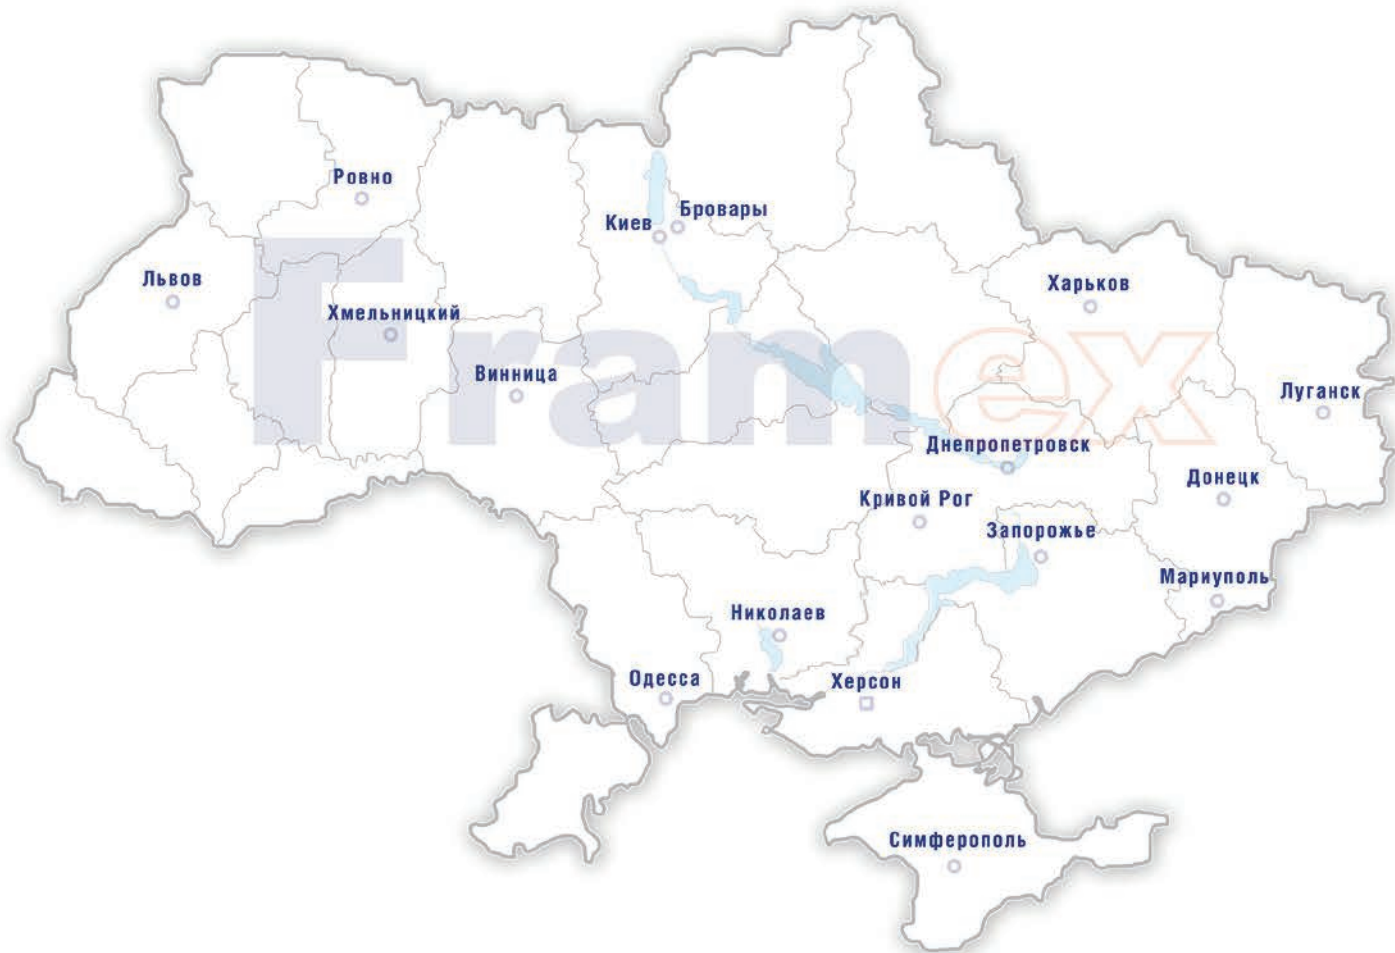 Ровно
Бровары
Киев
Львов
Харьков
Хмельницкий
Framex
Винница
Луганск
Днепропетровск
Донецк
Кривой Рог
Запорожье
Мариуполь
Николаев
Одесса
Херсон
Симферополь